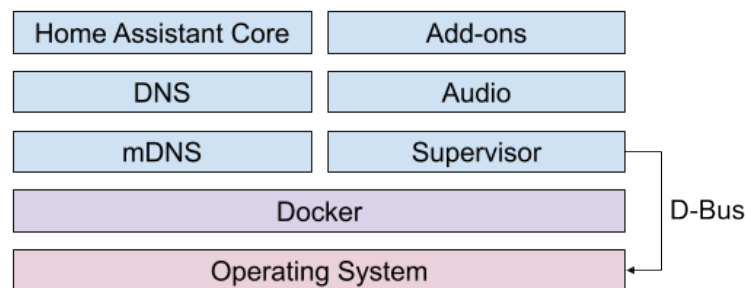 Home Assistant Core
Add-ons
DNS
Audio
mDNS
Supervisor
Docker
D-Bus
Operating System